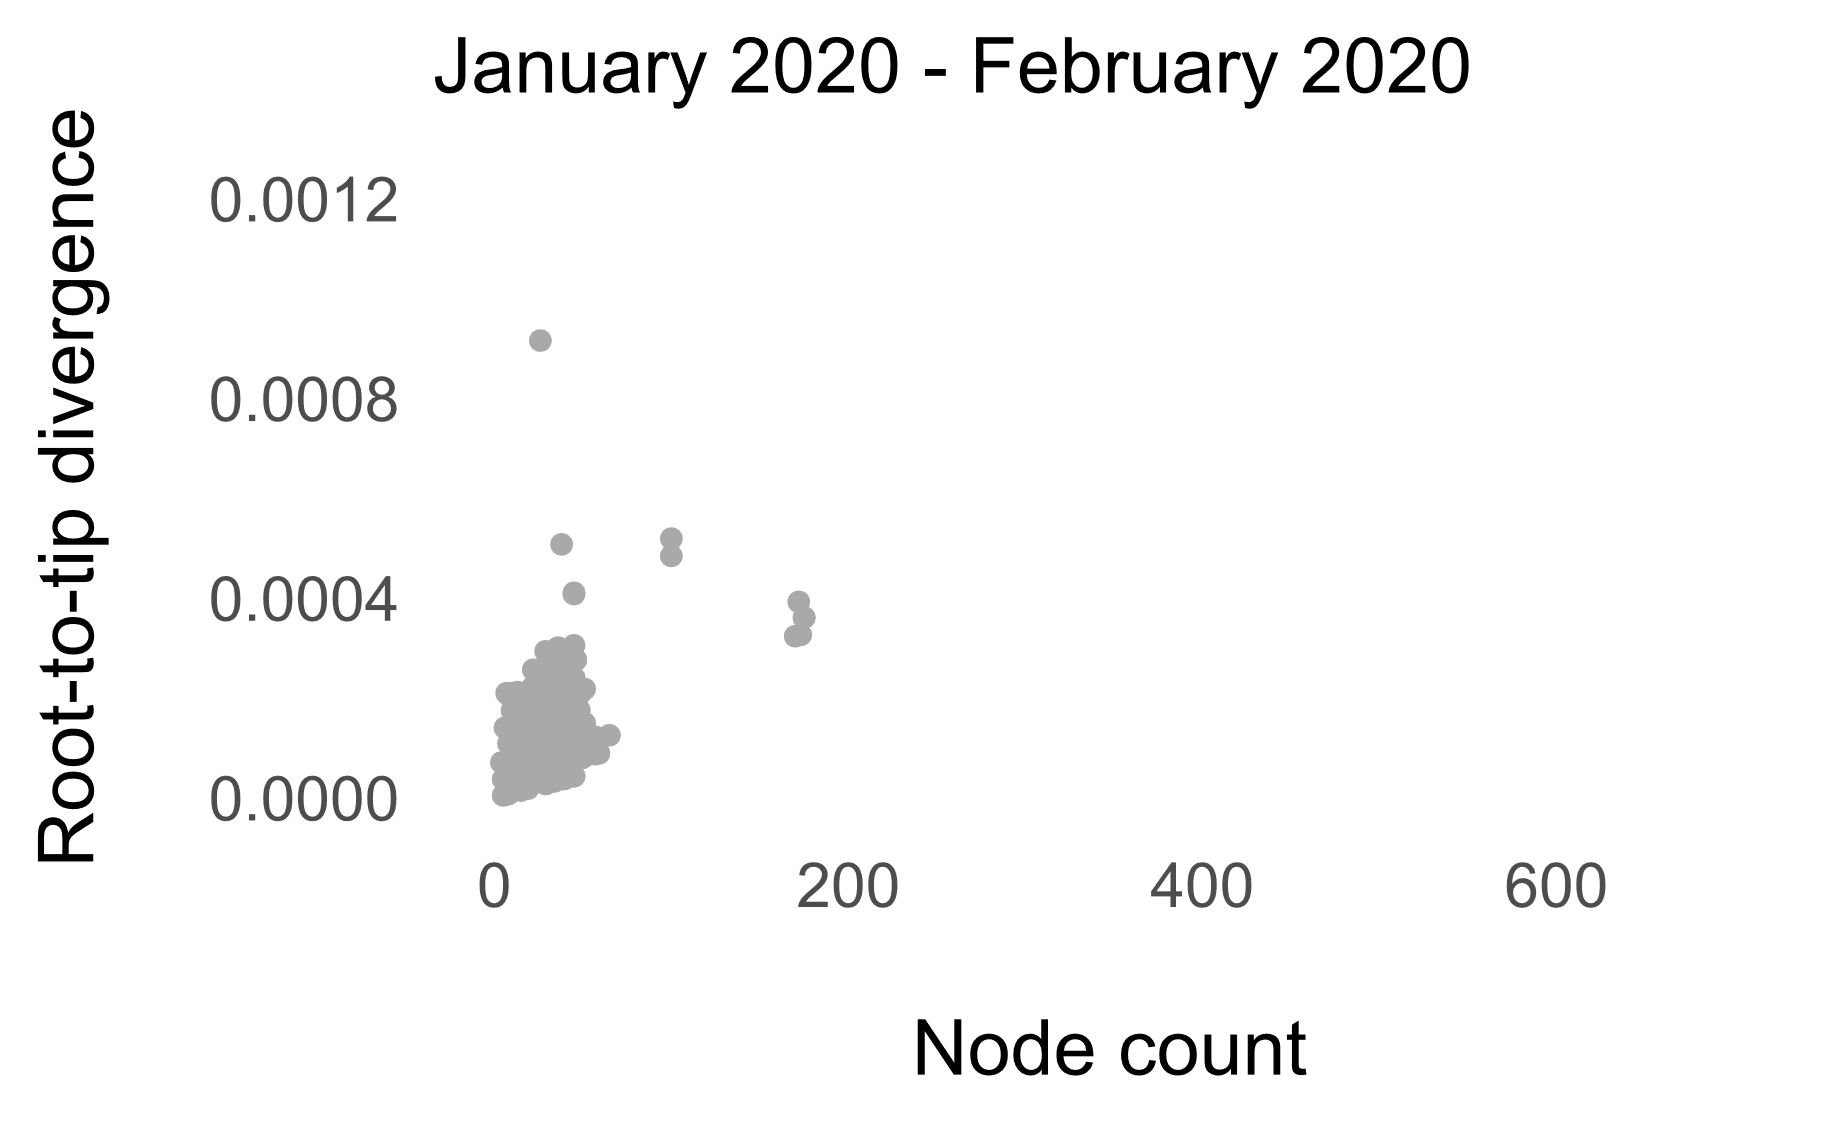 January 2020 - February 2020
Root-to-tip divergence
0.0012
0.0008
0.0004
0.0000
0 200 400 600
Node count